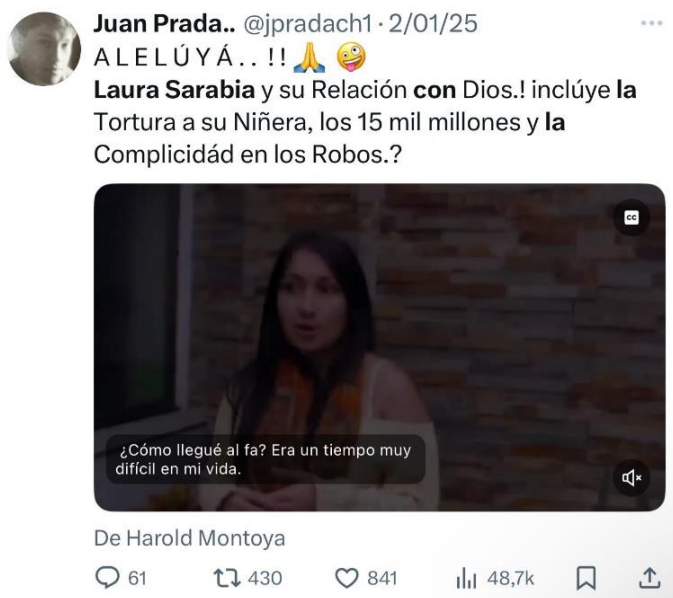 Juan Prada.. @jpradach1 · 2/01/25
A L E L Ú Y Á . . !! 🙏 🤪
Laura Sarabia y su Relación con Dios.! inclúye la
Tortura a su Niñera, los 15 mil millones y la
Complicidád en los Robos.?
CC
¿Cómo llegué al fa? Era un tiempo muy
difícil en mi vida.
De Harold Montoya
61 430 841 48,7k